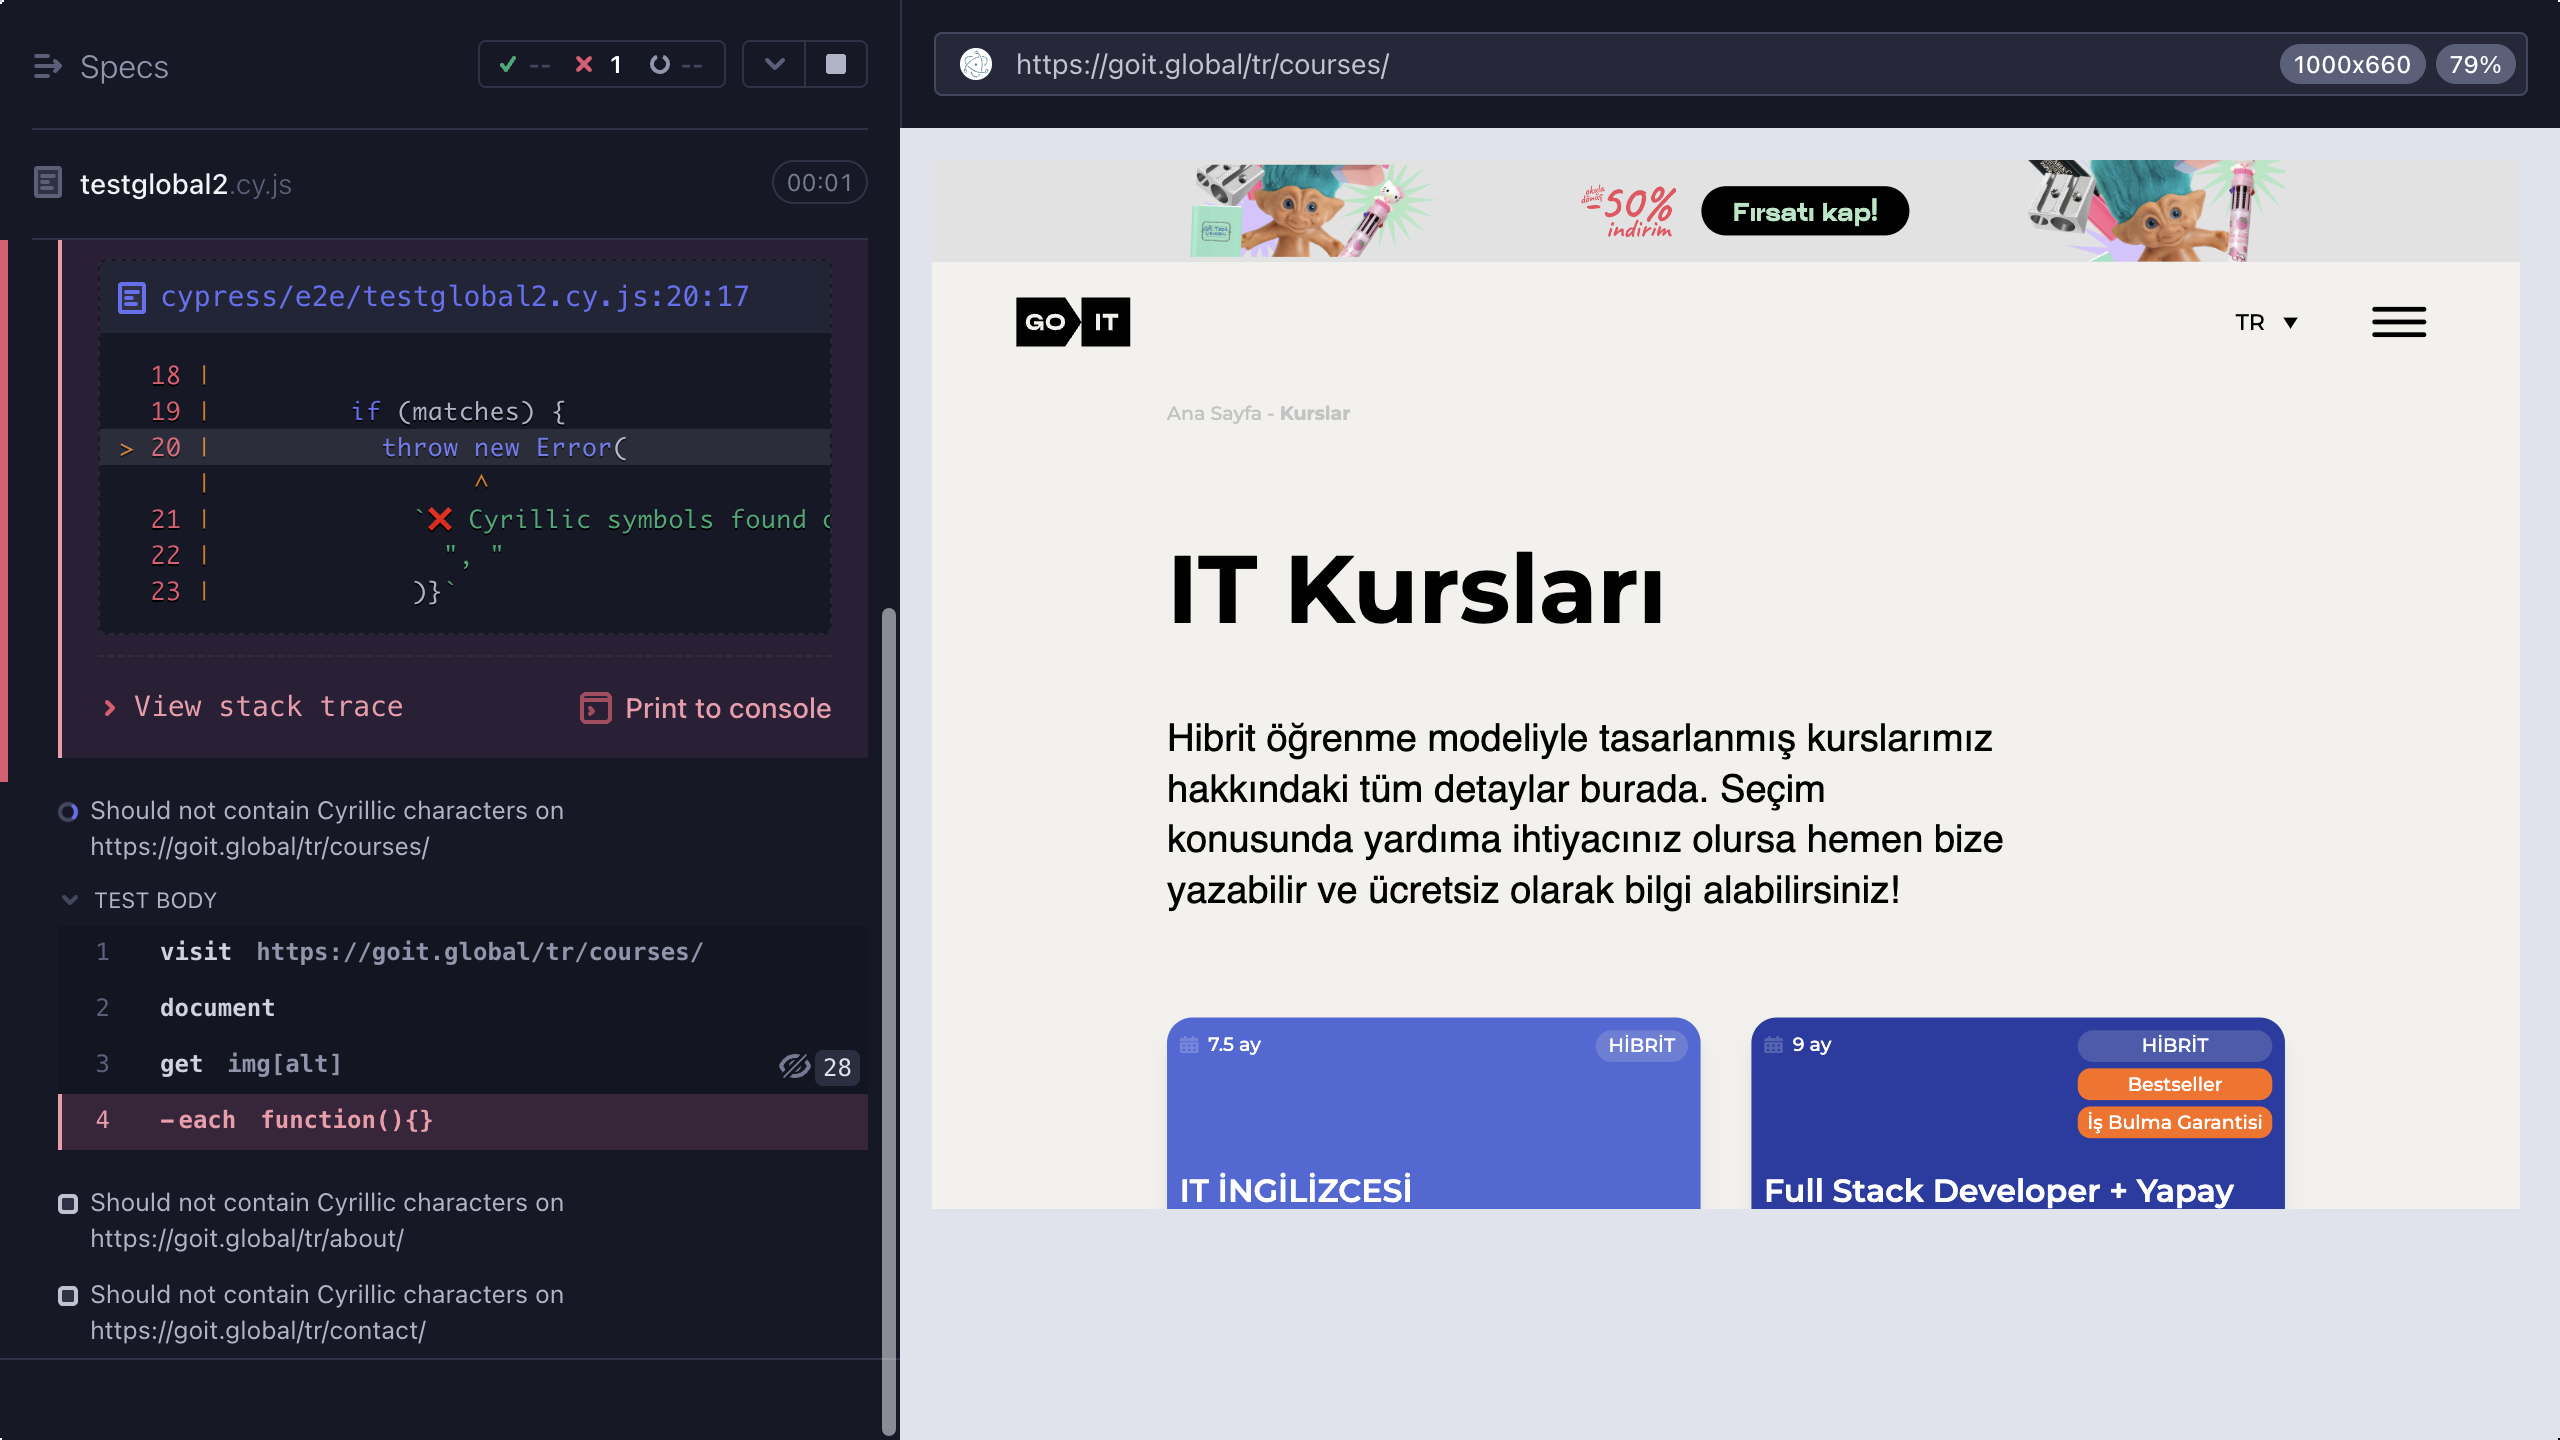 Specs
-- 1 --
testglobal2.cy.js
00:01
cypress/e2e/testglobal2.cy.js:20:17
18 |
19 | if (matches) {
> 20 | throw new Error(
| ^
21 | `❌ Cyrillic symbols found
22 | ", "
23 | )}`
View stack trace
Print to console
Should not contain Cyrillic characters on
https://goit.global/tr/courses/
TEST BODY
1 visit https://goit.global/tr/courses/
2 document
3 get img[alt] 28
4 -each function(){}
Should not contain Cyrillic characters on
https://goit.global/tr/about/
Should not contain Cyrillic characters on
https://goit.global/tr/contact/
https://goit.global/tr/courses/
1000x660
79%
okula
dönüş
-50%
indirim
Fırsatı kap!
GO IT
TR ▼
Ana Sayfa - Kurslar
IT Kursları
Hibrit öğrenme modeliyle tasarlanmış kurslarımız
hakkındaki tüm detaylar burada. Seçim
konusunda yardıma ihtiyacınız olursa hemen bize
yazabilir ve ücretsiz olarak bilgi alabilirsiniz!
7.5 ay
HİBRİT
IT İNGİLİZCESİ
9 ay
HİBRİT
Bestseller
İş Bulma Garantisi
Full Stack Developer + Yapay